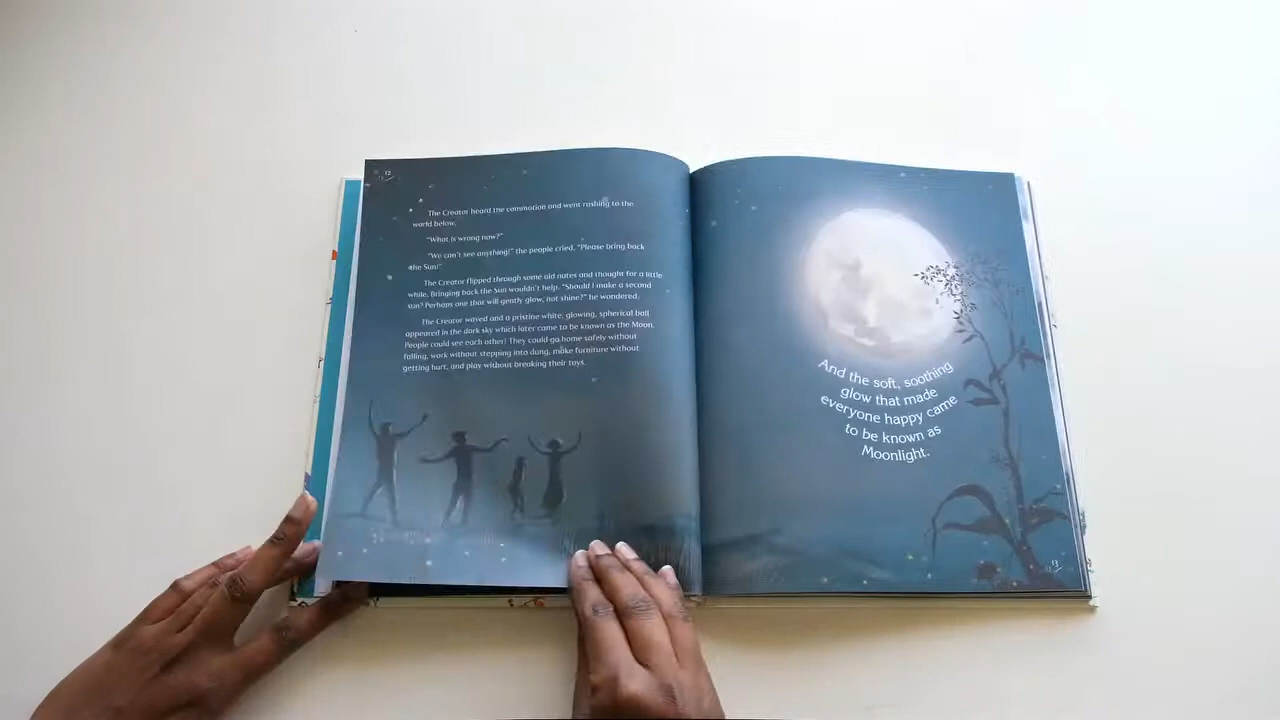 12
The Creator heard the commotion and went rushing to the
world below.
"What is wrong now?"
"We can't see anything!" the people cried. "Please bring back
the Sun!"
The Creator flipped through some old notes and thought for a little
while. Bringing back the Sun wouldn't help. "Should I make a second
sun? Perhaps one that will gently glow, not shine?" he wondered.
The Creator waved and a pristine white, glowing, spherical ball
appeared in the dark sky which later came to be known as the Moon.
People could see each other! They could go home safely without
falling, work without stepping into dung, make furniture without
getting hurt, and play without breaking their toys.
And the soft, soothing
glow that made
everyone happy came
to be known as
Moonlight.
13